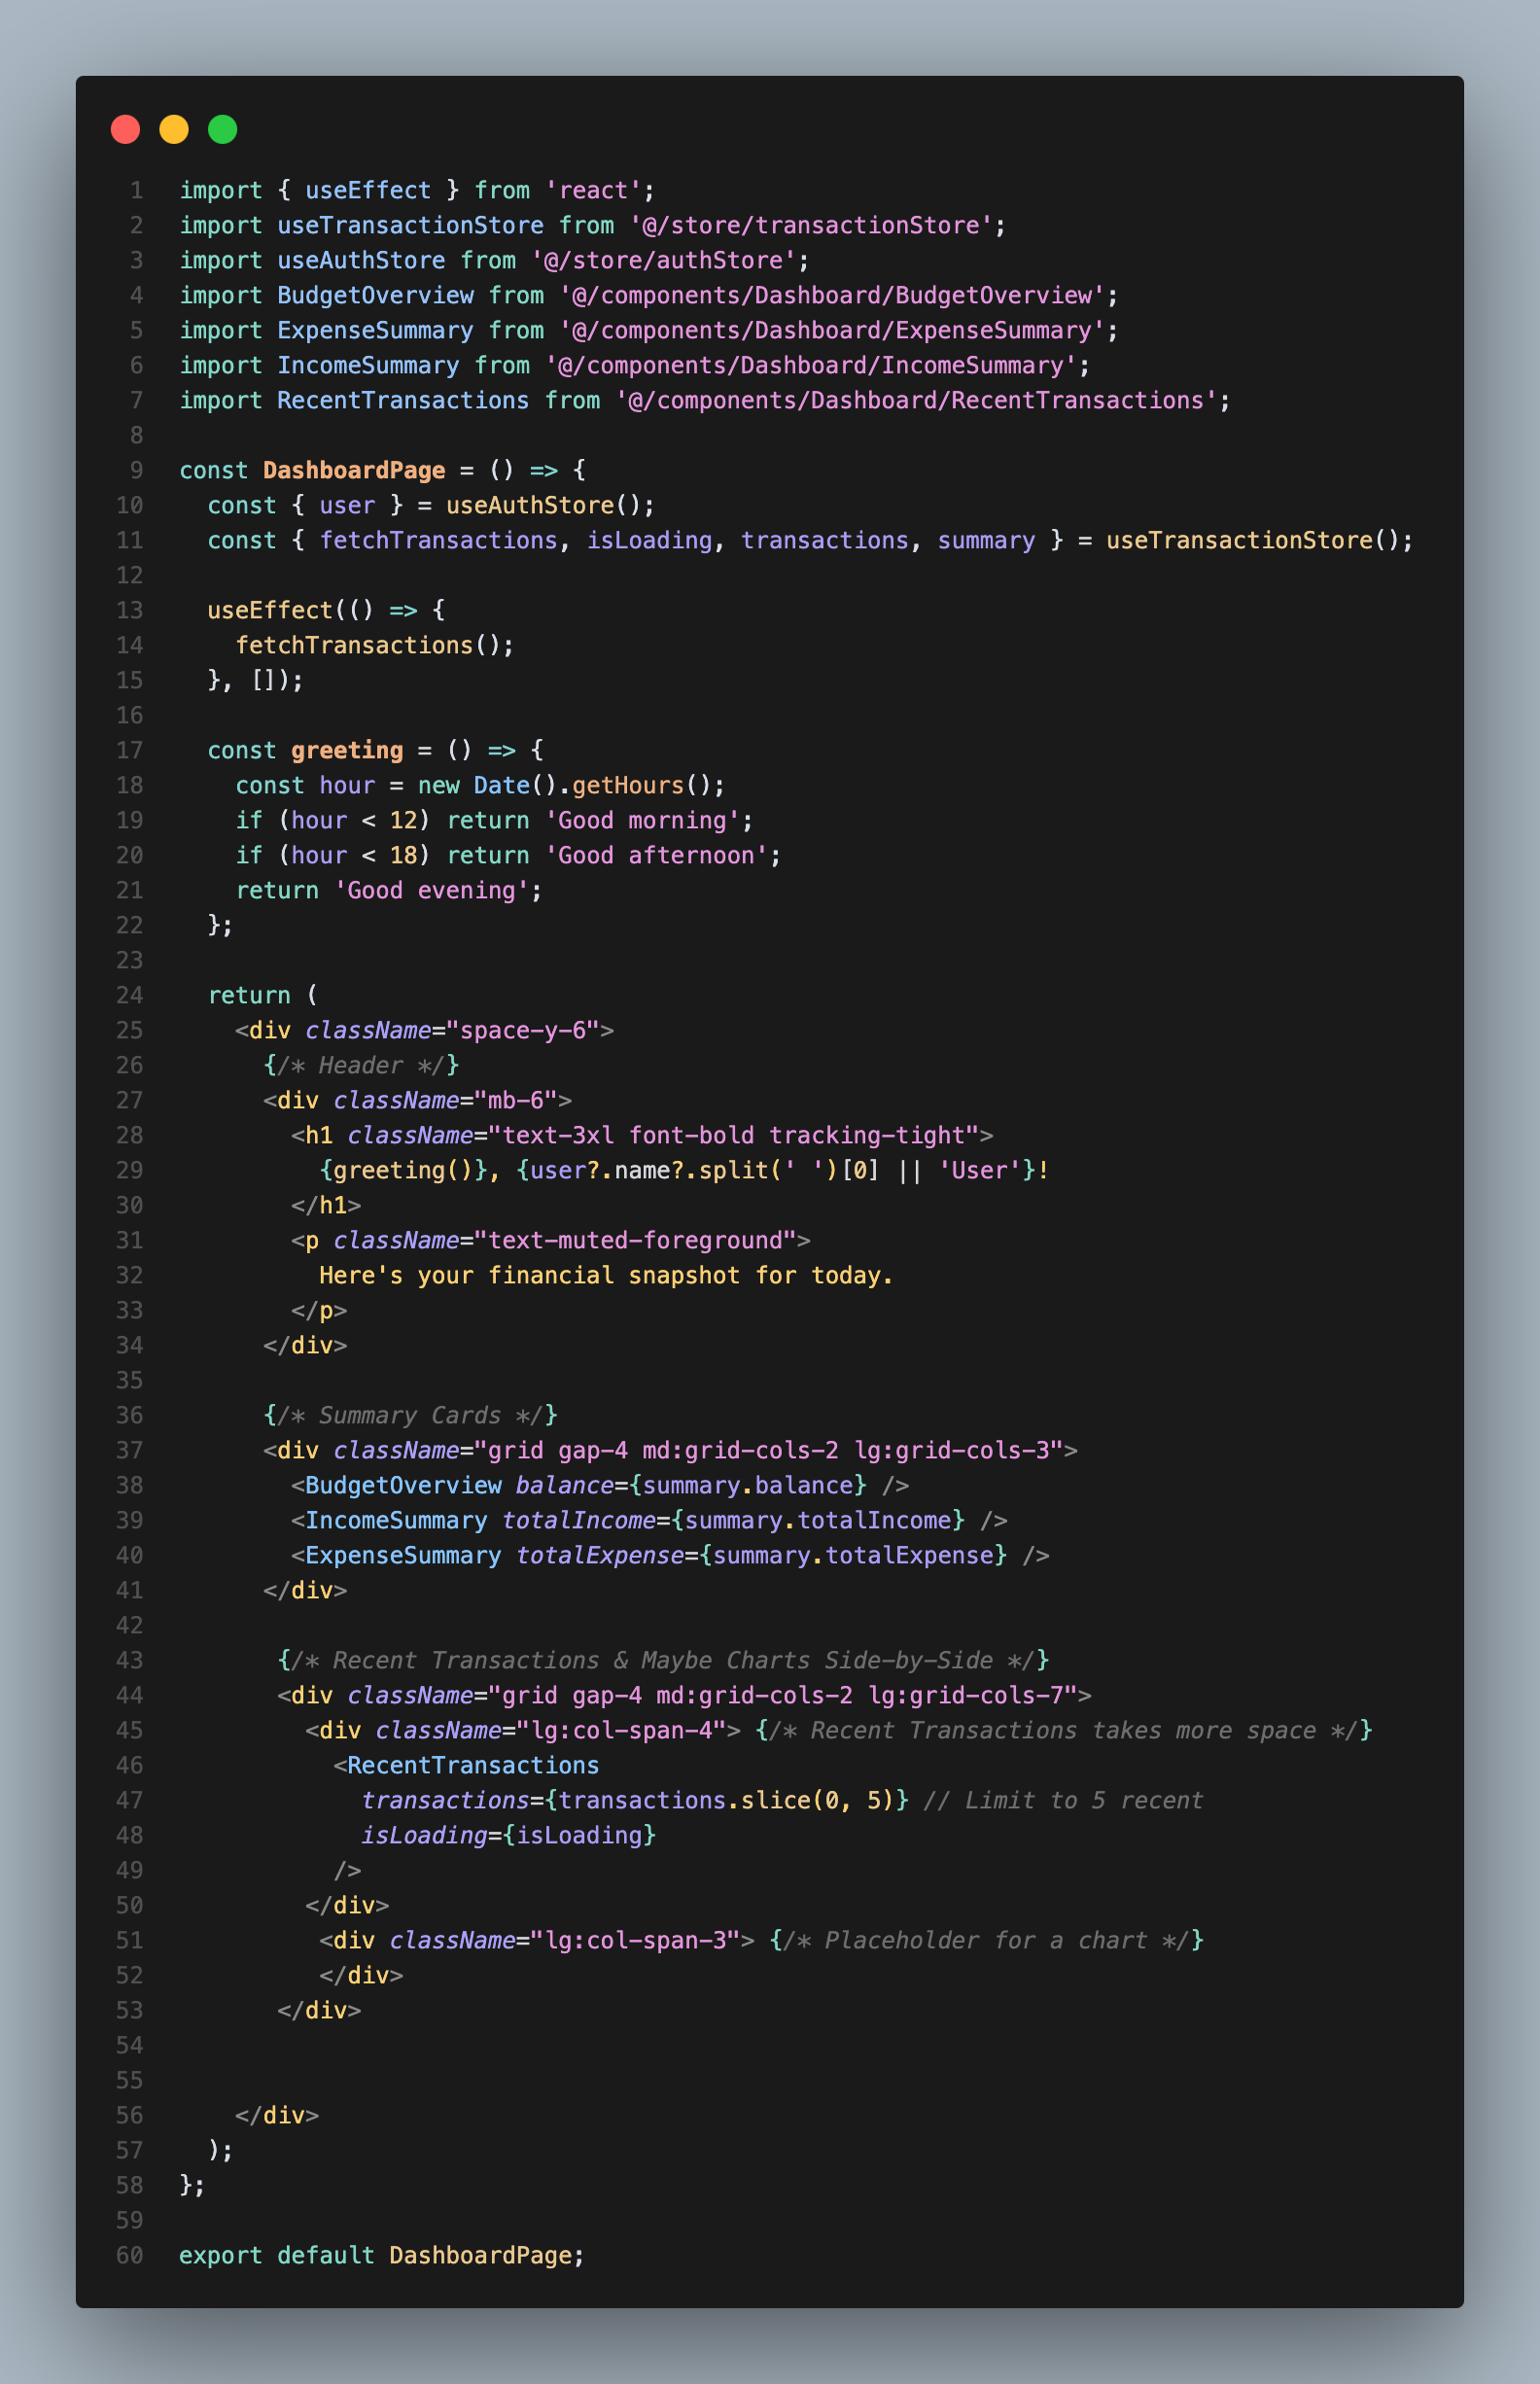 1 import { useEffect } from 'react';
2 import useTransactionStore from '@/store/transactionStore';
3 import useAuthStore from '@/store/authStore';
4 import BudgetOverview from '@/components/Dashboard/BudgetOverview';
5 import ExpenseSummary from '@/components/Dashboard/ExpenseSummary';
6 import IncomeSummary from '@/components/Dashboard/IncomeSummary';
7 import RecentTransactions from '@/components/Dashboard/RecentTransactions';
8
9 const DashboardPage = () => {
10   const { user } = useAuthStore();
11   const { fetchTransactions, isLoading, transactions, summary } = useTransactionStore();
12
13   useEffect(() => {
14     fetchTransactions();
15   }, []);
16
17   const greeting = () => {
18     const hour = new Date().getHours();
19     if (hour < 12) return 'Good morning';
20     if (hour < 18) return 'Good afternoon';
21     return 'Good evening';
22   };
23
24   return (
25     <div className="space-y-6">
26       {/* Header */}
27       <div className="mb-6">
28         <h1 className="text-3xl font-bold tracking-tight">
29           {greeting()}, {user?.name?.split(' ')[0] || 'User'}!
30         </h1>
31         <p className="text-muted-foreground">
32           Here's your financial snapshot for today.
33         </p>
34       </div>
35
36       {/* Summary Cards */}
37       <div className="grid gap-4 md:grid-cols-2 lg:grid-cols-3">
38         <BudgetOverview balance={summary.balance} />
39         <IncomeSummary totalIncome={summary.totalIncome} />
40         <ExpenseSummary totalExpense={summary.totalExpense} />
41       </div>
42
43        {/* Recent Transactions & Maybe Charts Side-by-Side */}
44        <div className="grid gap-4 md:grid-cols-2 lg:grid-cols-7">
45          <div className="lg:col-span-4"> {/* Recent Transactions takes more space */}
46            <RecentTransactions
47              transactions={transactions.slice(0, 5)} // Limit to 5 recent
48              isLoading={isLoading}
49            />
50          </div>
51           <div className="lg:col-span-3"> {/* Placeholder for a chart */}
52           </div>
53        </div>
54
55
56     </div>
57   );
58 };
59
60 export default DashboardPage;